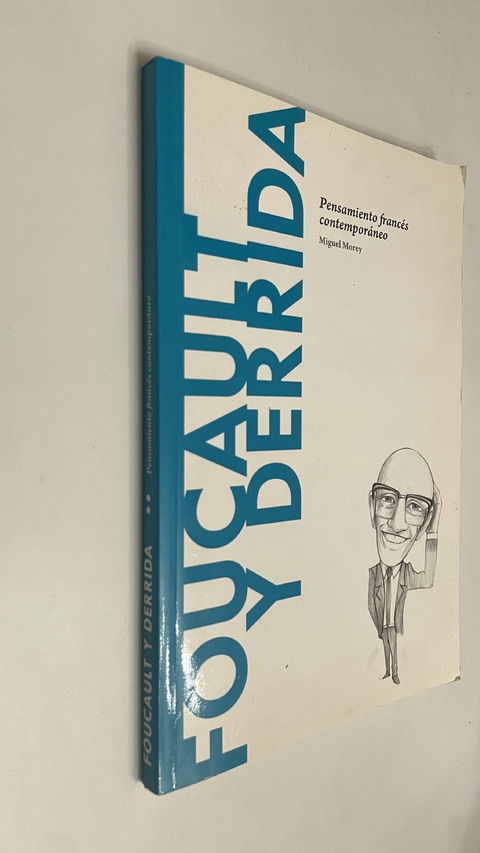 FOUCAULT
Y DERRIDA
Pensamiento francés
contemporáneo
Miguel Morey
FOUCAULT Y DERRIDA
Pensamiento francés contemporáneo